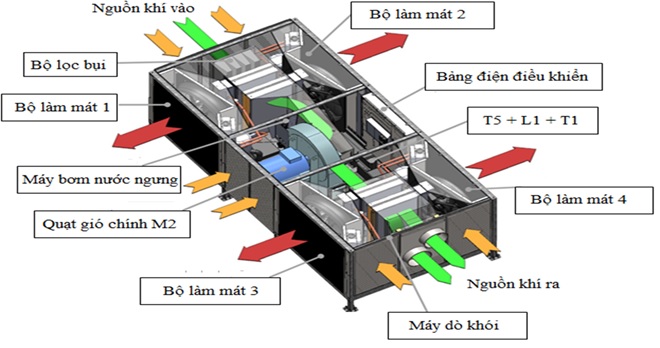 Nguồn khí vào
Bộ làm mát 2
Bộ lọc bụi
Bảng điện điều khiển
Bộ làm mát 1
T5 + L1 + T1
Máy bơm nước ngưng
Bộ làm mát 4
Quạt gió chính M2
Bộ làm mát 3
Nguồn khí ra
Máy dò khói